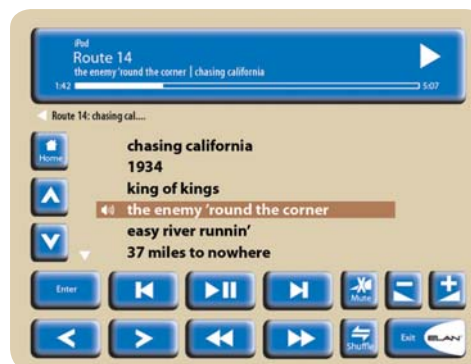 iPod
Route 14
the enemy 'round the corner | chasing california
1:42 5:07
Route 14: chasing cal....
Home
chasing california
1934
king of kings
the enemy 'round the corner
easy river runnin'
37 miles to nowhere
Enter
Mute
Shuffle
Exit ELAN